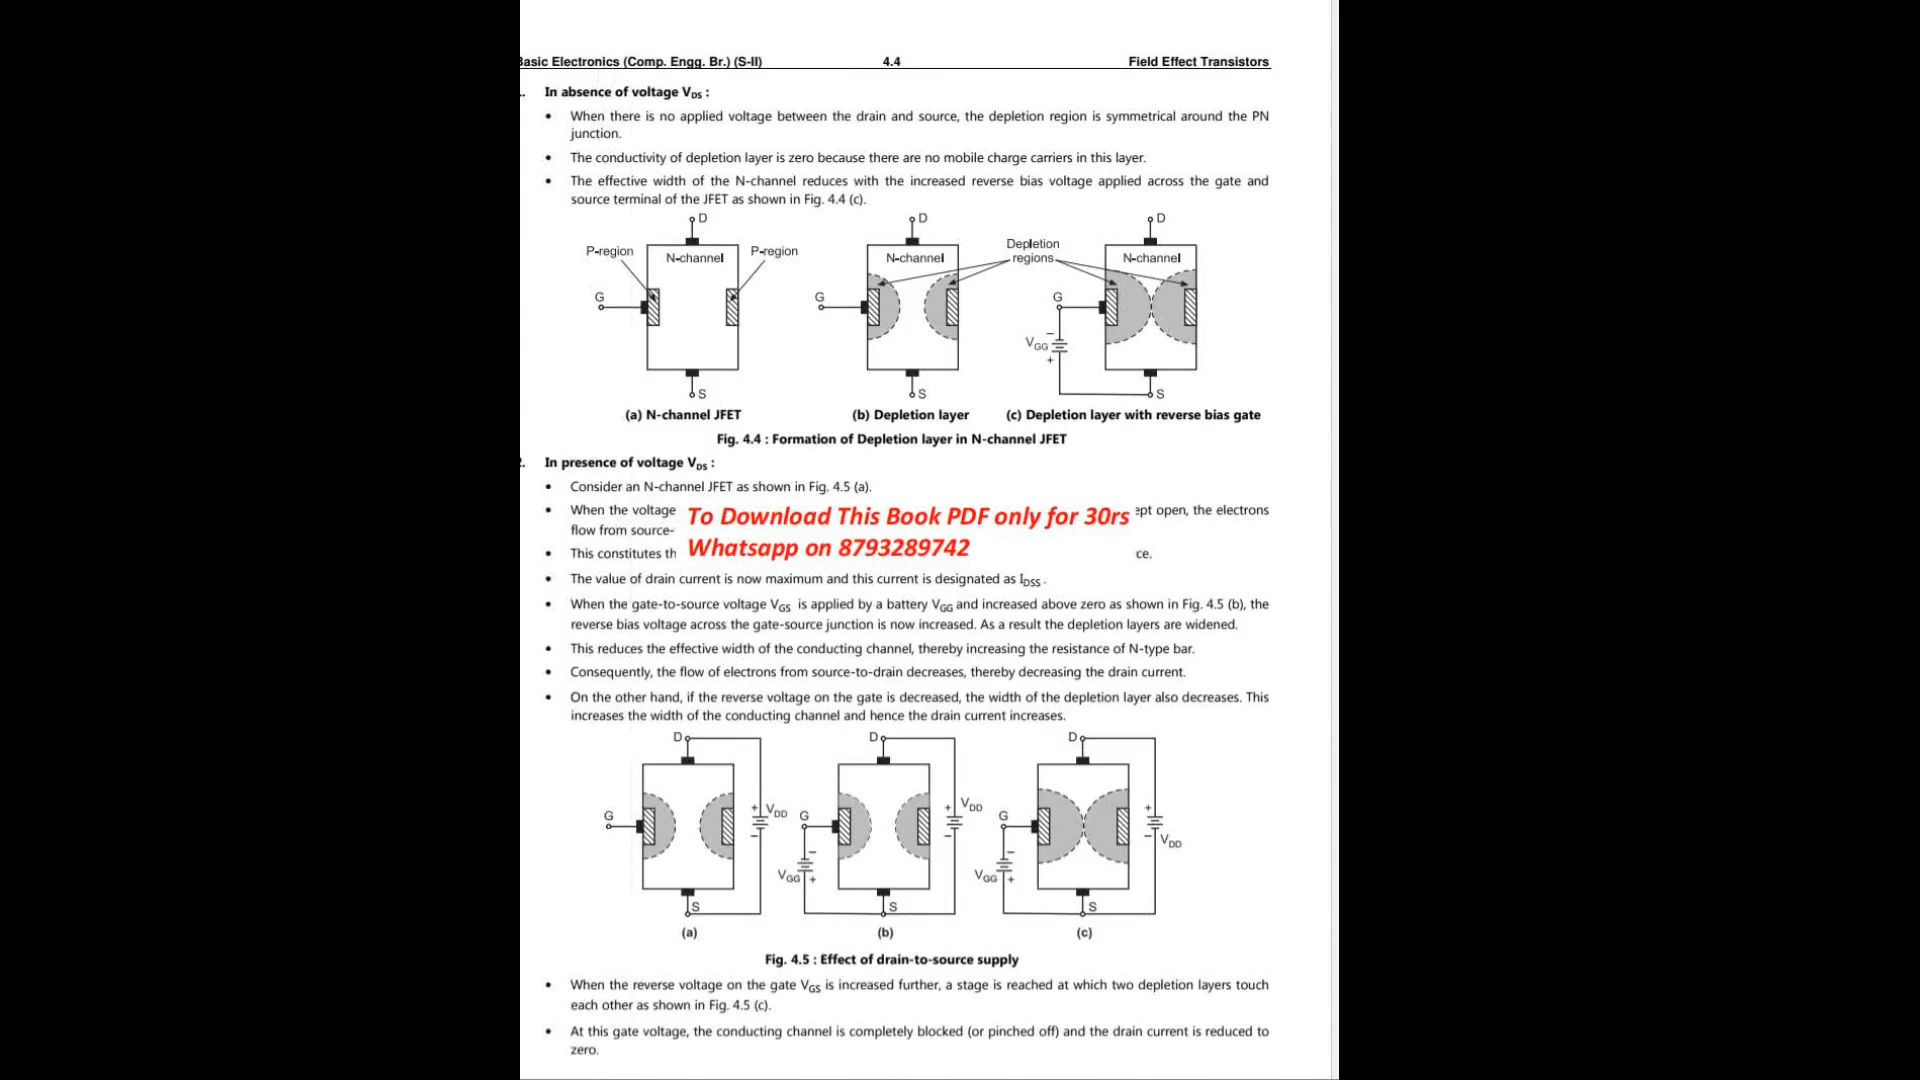 Basic Electronics (Comp. Engg. Br.) (S-II) 4.4 Field Effect Transistors
In absence of voltage VDS :
• When there is no applied voltage between the drain and source, the depletion region is symmetrical around the PN
junction.
• The conductivity of depletion layer is zero because there are no mobile charge carriers in this layer.
• The effective width of the N-channel reduces with the increased reverse bias voltage applied across the gate and
source terminal of the JFET as shown in Fig. 4.4 (c).
D D D
P-region N-channel P-region N-channel Depletion regions N-channel
G G G
VGG
S S S
(a) N-channel JFET (b) Depletion layer (c) Depletion layer with reverse bias gate
Fig. 4.4 : Formation of Depletion layer in N-channel JFET
2. In presence of voltage VDS :
• Consider an N-channel JFET as shown in Fig. 4.5 (a).
• When the voltage To Download This Book PDF only for 30rs ept open, the electrons
flow from source-
• This constitutes th Whatsapp on 8793289742 ce.
• The value of drain current is now maximum and this current is designated as IDSS .
• When the gate-to-source voltage VGS is applied by a battery VGG and increased above zero as shown in Fig. 4.5 (b), the
reverse bias voltage across the gate-source junction is now increased. As a result the depletion layers are widened.
• This reduces the effective width of the conducting channel, thereby increasing the resistance of N-type bar.
• Consequently, the flow of electrons from source-to-drain decreases, thereby decreasing the drain current.
• On the other hand, if the reverse voltage on the gate is decreased, the width of the depletion layer also decreases. This
increases the width of the conducting channel and hence the drain current increases.
D D D
G + VDD − G + VDD − G + − VDD
− VGG + − VGG +
S S S
(a) (b) (c)
Fig. 4.5 : Effect of drain-to-source supply
• When the reverse voltage on the gate VGS is increased further, a stage is reached at which two depletion layers touch
each other as shown in Fig. 4.5 (c).
• At this gate voltage, the conducting channel is completely blocked (or pinched off) and the drain current is reduced to
zero.